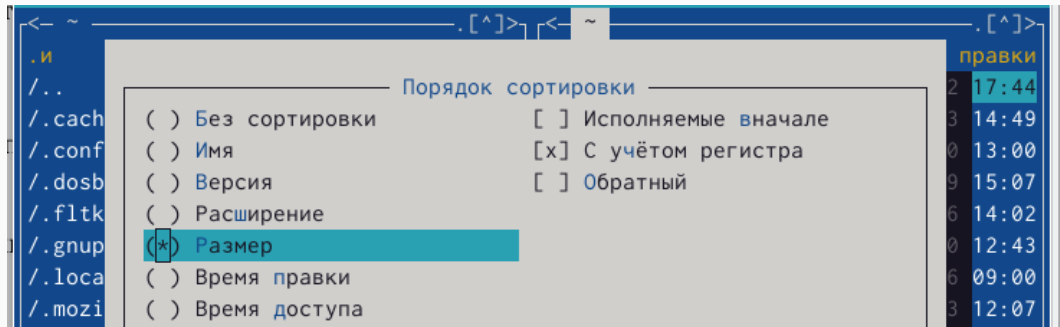 <— ~ .[^]> <— ~ .[^]>
.и правки
/.. Порядок сортировки 2 17:44
/.cach ( ) Без сортировки [ ] Исполняемые вначале 3 14:49
/.conf ( ) Имя [x] С учётом регистра 0 13:00
/.dosb ( ) Версия [ ] Обратный 9 15:07
/.fltk ( ) Расширение 6 14:02
/.gnup (*) Размер 0 12:43
/.loca ( ) Время правки 6 09:00
/.mozi ( ) Время доступа 3 12:07